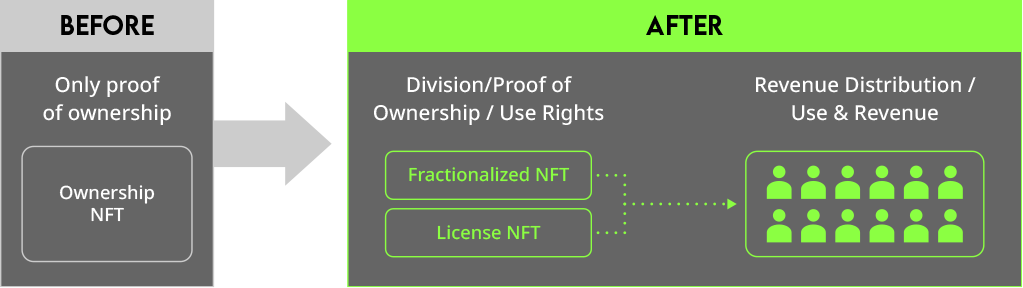 BEFORE
Only proof
of ownership
Ownership
NFT
AFTER
Division/Proof of
Ownership / Use Rights
Fractionalized NFT
License NFT
Revenue Distribution /
Use & Revenue